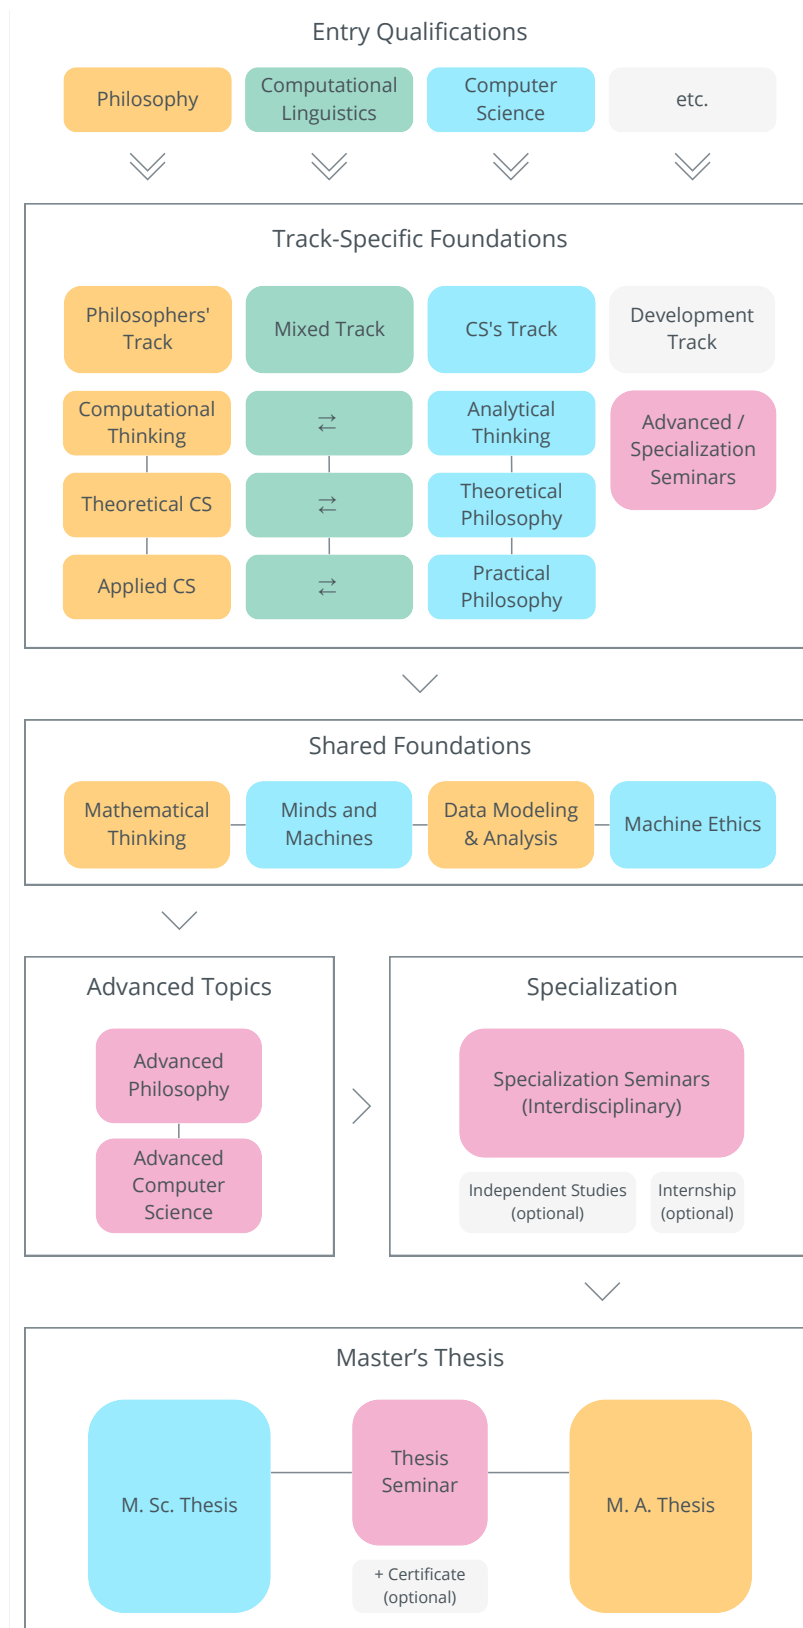 Entry Qualifications
Philosophy
Computational
Linguistics
Computer
Science
etc.
Track-Specific Foundations
Philosophers'
Track
Mixed Track
CS's Track
Development
Track
Computational
Thinking
⇄
Analytical
Thinking
Advanced /
Specialization
Seminars
Theoretical CS
⇄
Theoretical
Philosophy
Applied CS
⇄
Practical
Philosophy
Shared Foundations
Mathematical
Thinking
Minds and
Machines
Data Modeling
& Analysis
Machine Ethics
Advanced Topics
Advanced
Philosophy
Advanced
Computer
Science
Specialization
Specialization Seminars
(Interdisciplinary)
Independent Studies
(optional)
Internship
(optional)
Master’s Thesis
M. Sc. Thesis
Thesis
Seminar
+ Certificate
(optional)
M. A. Thesis